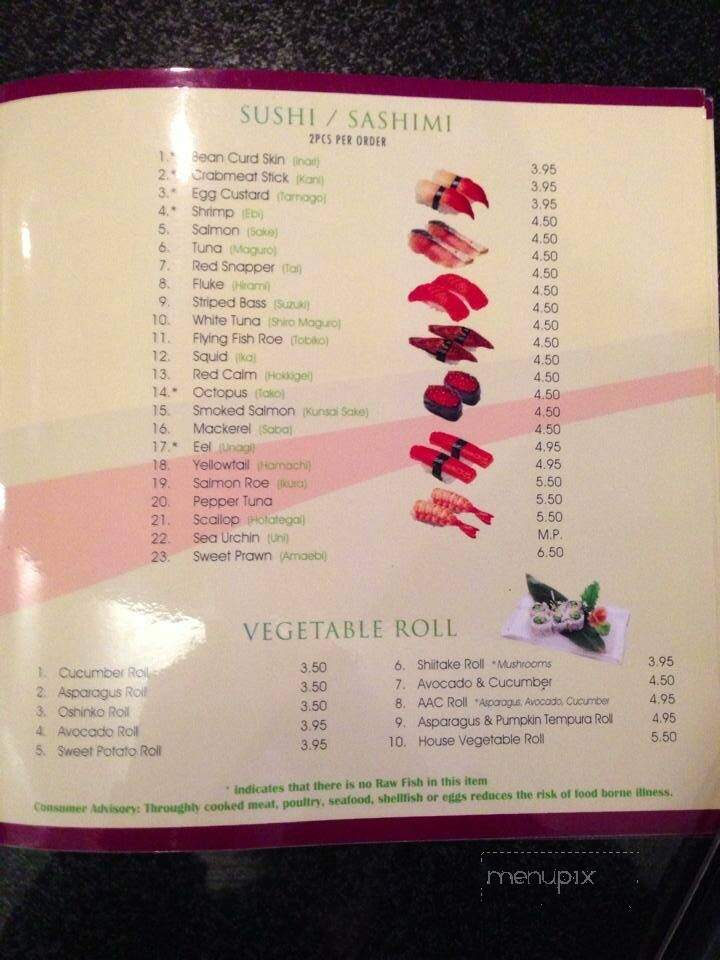 SUSHI / SASHIMI
2PCS PER ORDER
1.* Bean Curd Skin (Inari) 3.95
2.* Crabmeat Stick (Kani) 3.95
3.* Egg Custard (Tamago) 3.95
4.* Shrimp (Ebi) 4.50
5. Salmon (Sake) 4.50
6. Tuna (Maguro) 4.50
7. Red Snapper (Tai) 4.50
8. Fluke (Hirami) 4.50
9. Striped Bass (Suzuki) 4.50
10. White Tuna (Shiro Maguro) 4.50
11. Flying Fish Roe (Tobiko) 4.50
12. Squid (Ika) 4.50
13. Red Calm (Hokkigei) 4.50
14.* Octopus (Tako) 4.50
15. Smoked Salmon (Kunsai Sake) 4.50
16. Mackerel (Saba) 4.50
17.* Eel (Unagi) 4.95
18. Yellowtail (Hamachi) 4.95
19. Salmon Roe (Ikura) 5.50
20. Pepper Tuna 5.50
21. Scallop (Hotategai) 5.50
22. Sea Urchin (Uni) M.P.
23. Sweet Prawn (Amaebi) 6.50
VEGETABLE ROLL
1. Cucumber Roll 3.50
2. Asparagus Roll 3.50
3. Oshinko Roll 3.50
4. Avocado Roll 3.95
5. Sweet Potato Roll 3.95
6. Shiitake Roll *Mushrooms 3.95
7. Avocado & Cucumber 4.50
8. AAC Roll *Asparagus, Avocado, Cucumber 4.95
9. Asparagus & Pumpkin Tempura Roll 4.95
10. House Vegetable Roll 5.50
* indicates that there is no Raw Fish in this item
Consumer Advisory: Throughly cooked meat, poultry, seafood, shellfish or eggs reduces the risk of food borne illness.
menupix